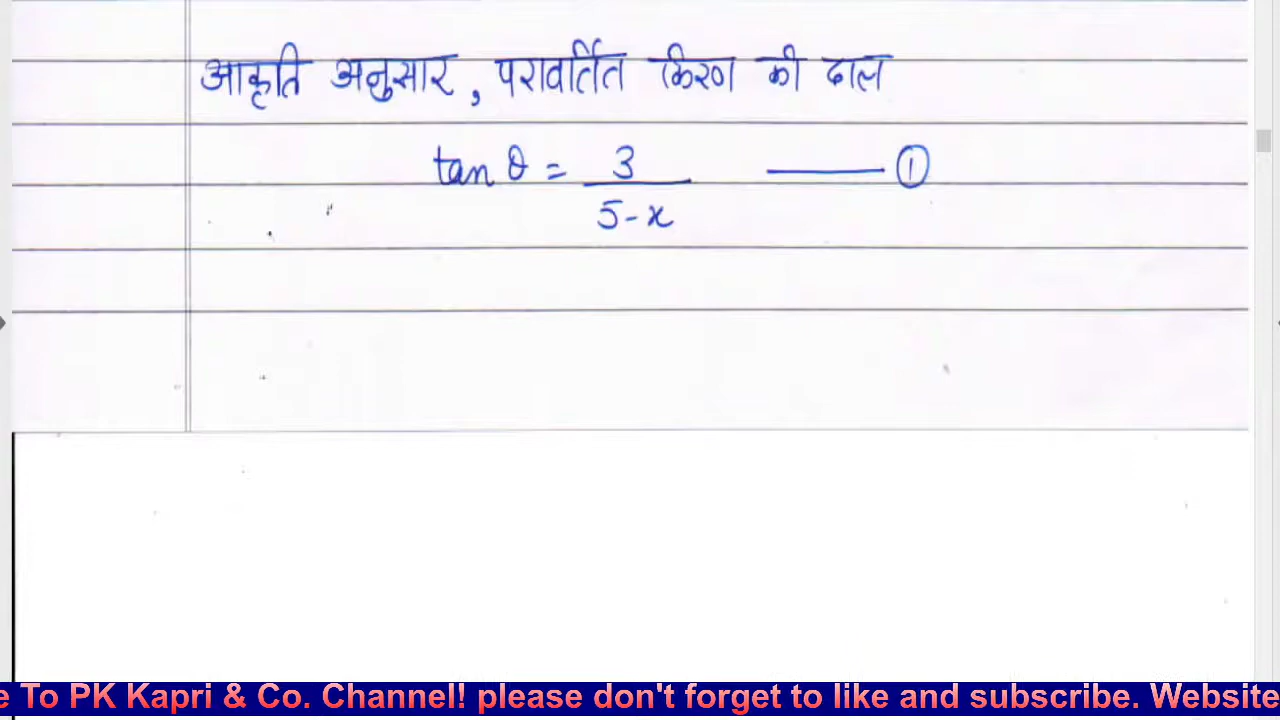 आकृति अनुसार, परावर्तित किरण की ढाल
tan θ = 3/(5-x) ——— ①
e To PK Kapri & Co. Channel! please don't forget to like and subscribe. Website